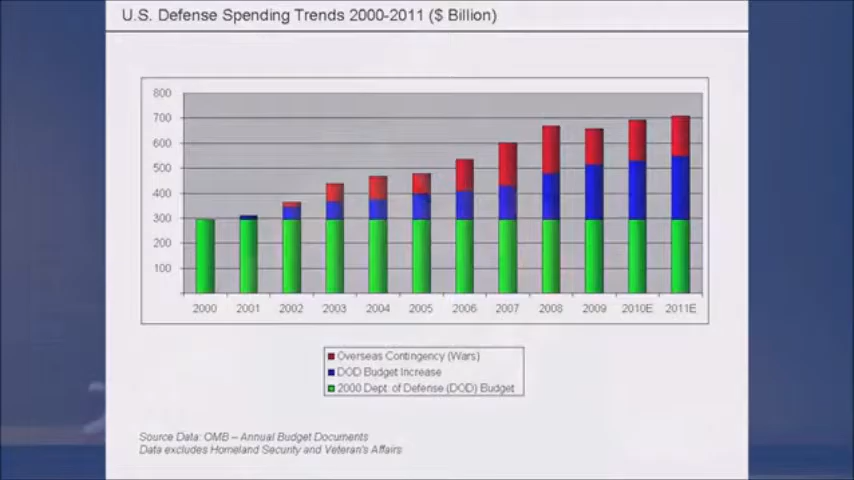 U.S. Defense Spending Trends 2000-2011 ($ Billion)
800
700
600
500
400
300
200
100
2000 2001 2002 2003 2004 2005 2006 2007 2008 2009 2010E 2011E
Overseas Contingency (Wars)
DOD Budget Increase
2000 Dept. of Defense (DOD) Budget
Source Data: OMB – Annual Budget Documents
Data excludes Homeland Security and Veteran's Affairs